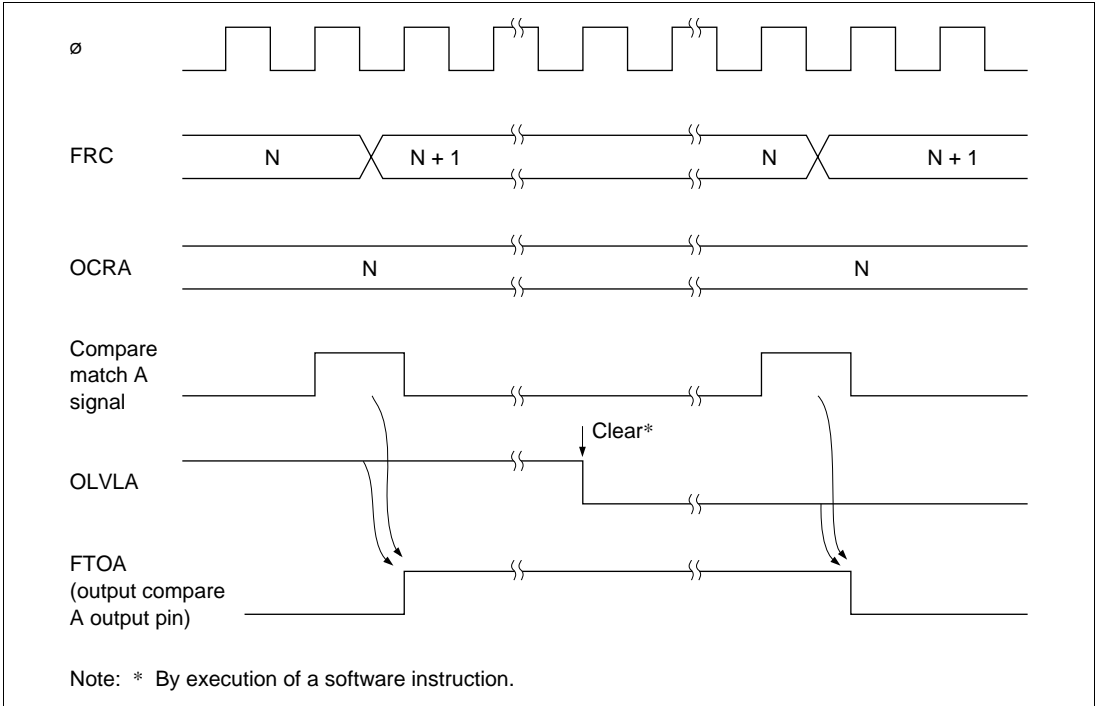 ø
FRC
N
N + 1
N
N + 1
OCRA
N
N
Compare
match A
signal
Clear*
OLVLA
FTOA
(output compare
A output pin)
Note: * By execution of a software instruction.